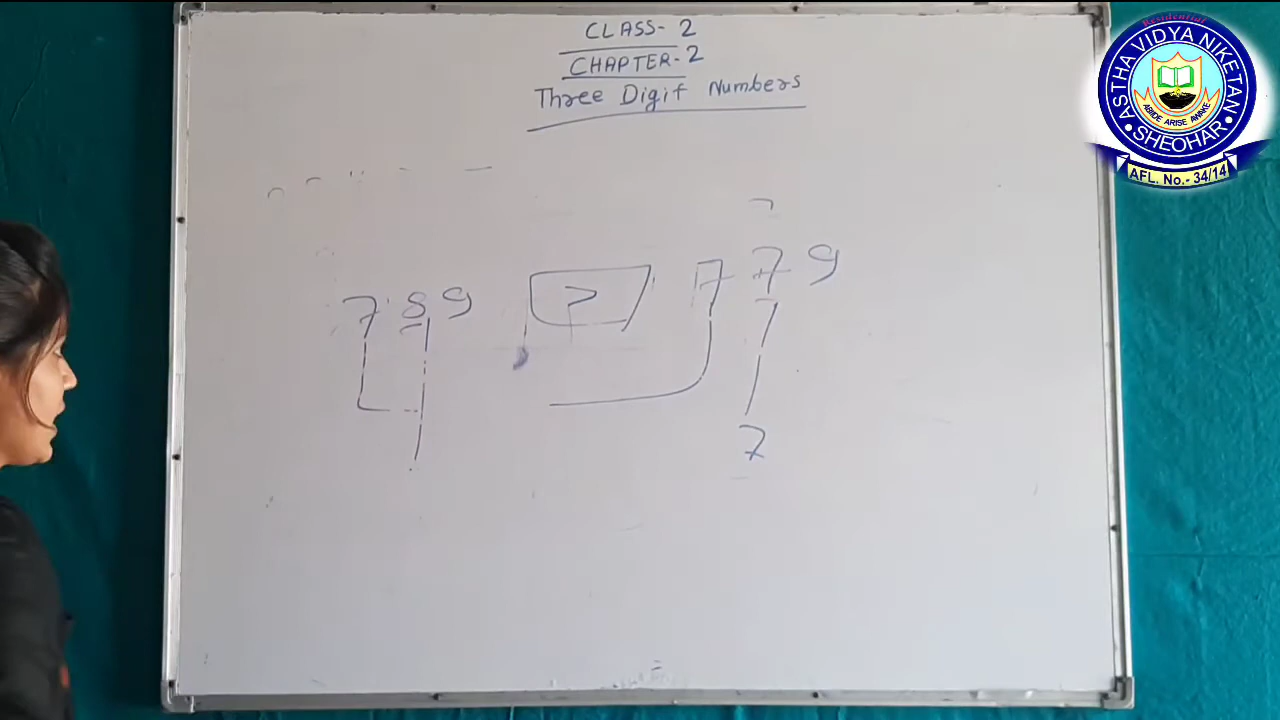 CLASS-2
CHAPTER-2
Three Digit Numbers
789 > 779
7
Residential
ASTHA VIDYA NIKETAN
ABIDE ARISE AWAKE
SHEOHAR
AFL. No.- 34/14